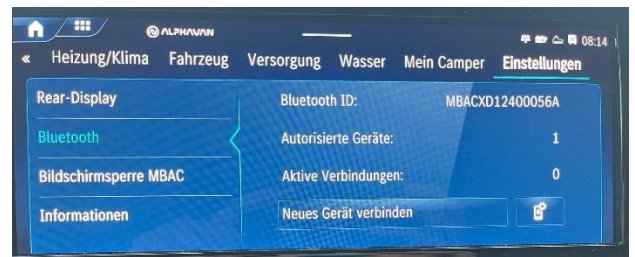 ALPHAVAN
08:14
« Heizung/Klima Fahrzeug Versorgung Wasser Mein Camper Einstellungen
Rear-Display
Bluetooth ID: MBACXD12400056A
Bluetooth
Autorisierte Geräte: 1
Bildschirmsperre MBAC
Aktive Verbindungen: 0
Informationen
Neues Gerät verbinden